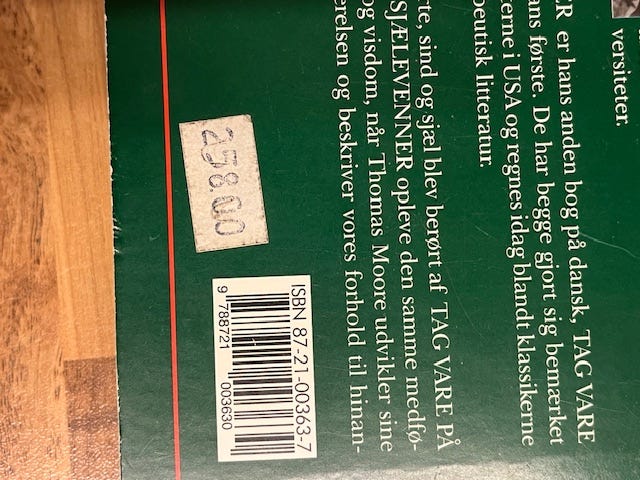 versiteter.
ER er hans anden bog på dansk, TAG VARE
ans første. De har begge gjort sig bemærket
cerne i USA og regnes idag blandt klassikerne
peutisk litteratur.
rte, sind og sjæl blev berørt af TAG VARE PÅ
SJÆLEVENNER opleve den samme medfø-
og visdom, når Thomas Moore udvikler sine
erelsen og beskriver vores forhold til hinan-
258.00
ISBN 87-21-00363-7
9 788721 003630